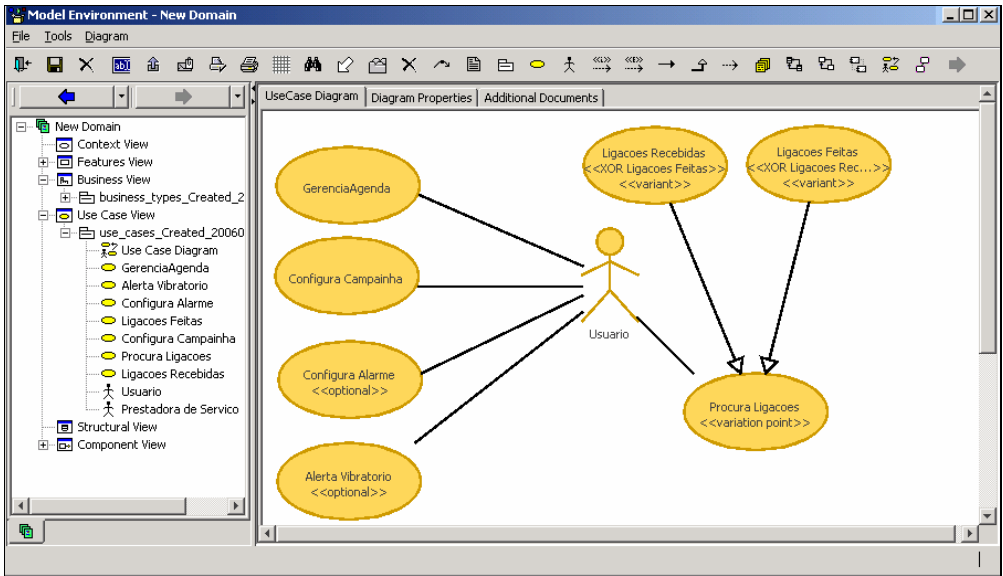 Model Environment - New Domain
File Tools Diagram
UseCase Diagram Diagram Properties Additional Documents
New Domain
Context View
Features View
Business View
business_types_Created_2
Use Case View
use_cases_Created_20060
Use Case Diagram
GerenciaAgenda
Alerta Vibratorio
Configura Alarme
Ligacoes Feitas
Configura Campainha
Procura Ligacoes
Ligacoes Recebidas
Usuario
Prestadora de Servico
Structural View
Component View
Ligacoes Recebidas
<<XOR Ligacoes Feitas>>
<<variant>>
Ligacoes Feitas
<<XOR Ligacoes Rec...>>
<<variant>>
GerenciaAgenda
Configura Campainha
Usuario
Configura Alarme
<<optional>>
Procura Ligacoes
<<variation point>>
Alerta Vibratorio
<<optional>>